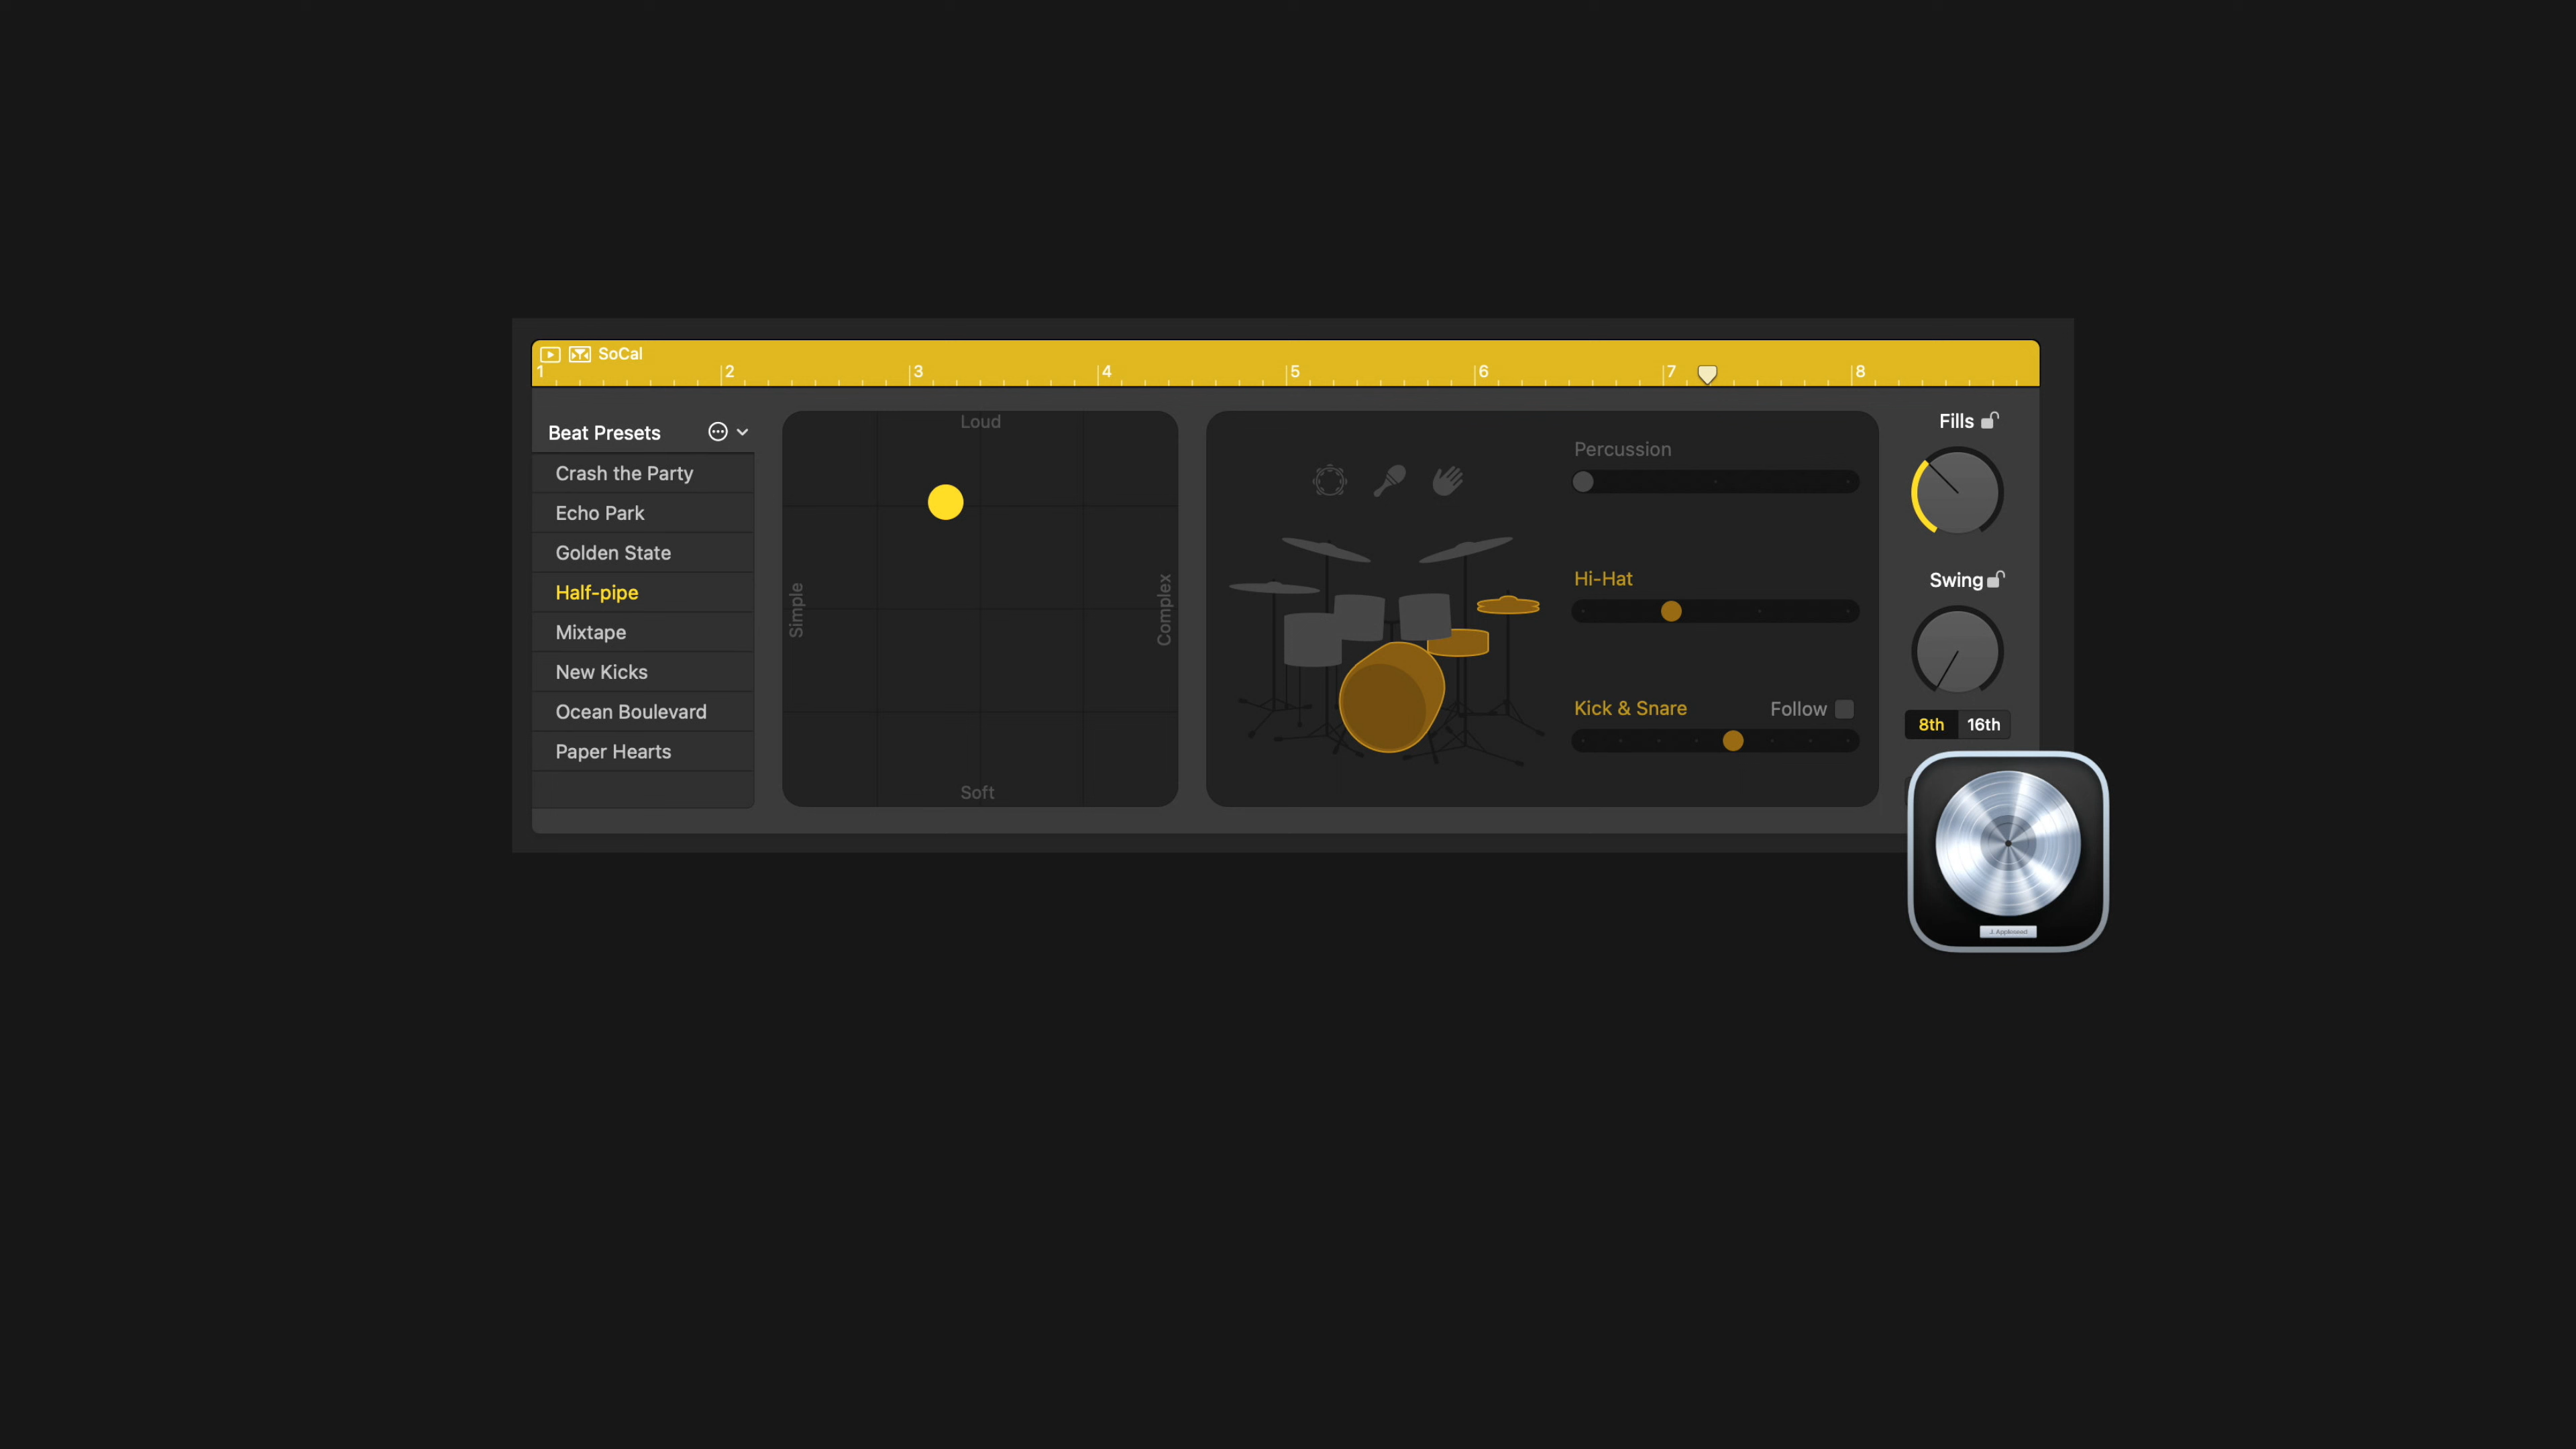 SoCal
1 2 3 4 5 6 7 8
Beat Presets
Crash the Party
Echo Park
Golden State
Half-pipe
Mixtape
New Kicks
Ocean Boulevard
Paper Hearts
Loud
Simple
Complex
Soft
Percussion
Hi-Hat
Kick & Snare Follow
Fills
Swing
8th 16th
J. Appleseed